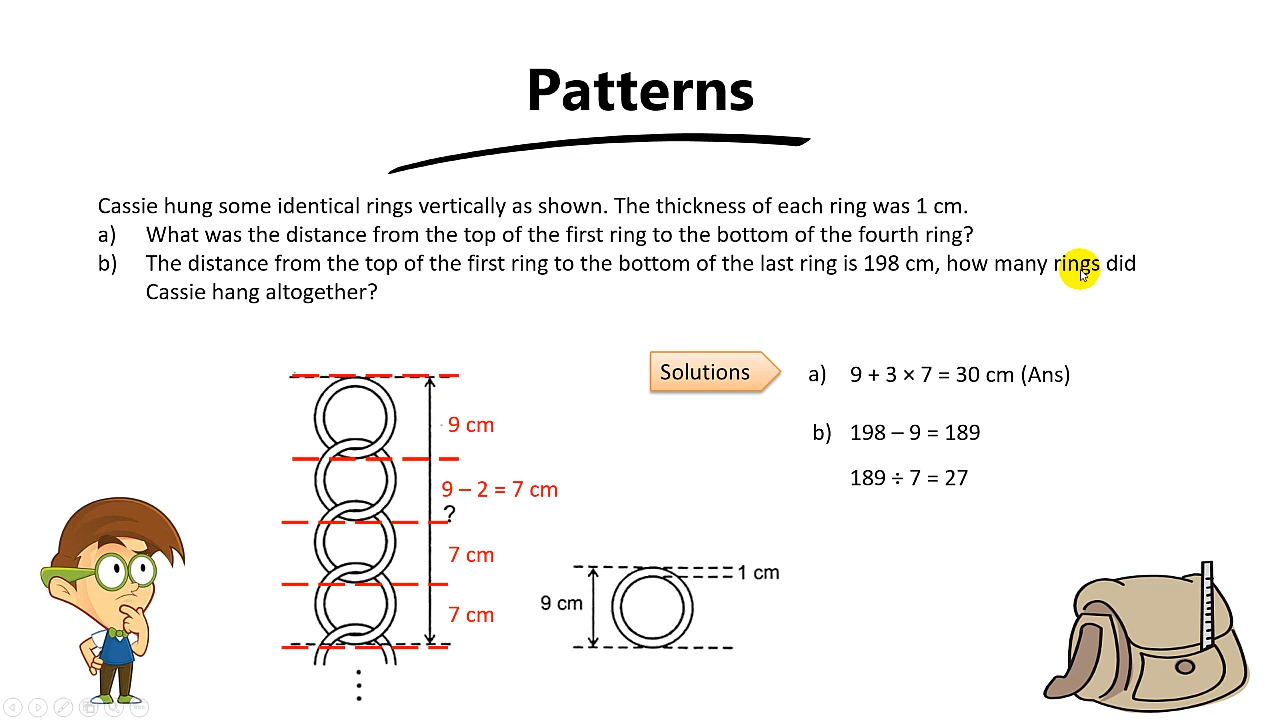 Patterns
Cassie hung some identical rings vertically as shown. The thickness of each ring was 1 cm.
a) What was the distance from the top of the first ring to the bottom of the fourth ring?
b) The distance from the top of the first ring to the bottom of the last ring is 198 cm, how many rings did
Cassie hang altogether?
Solutions
a) 9 + 3 × 7 = 30 cm (Ans)
b) 198 – 9 = 189
189 ÷ 7 = 27
9 cm
9 – 2 = 7 cm
?
7 cm
7 cm
1 cm
9 cm